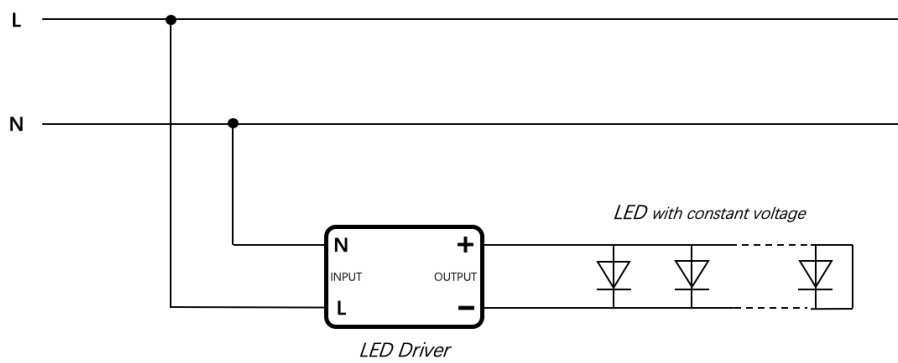 L
N
LED with constant voltage
N
+
INPUT
OUTPUT
L
−
LED Driver